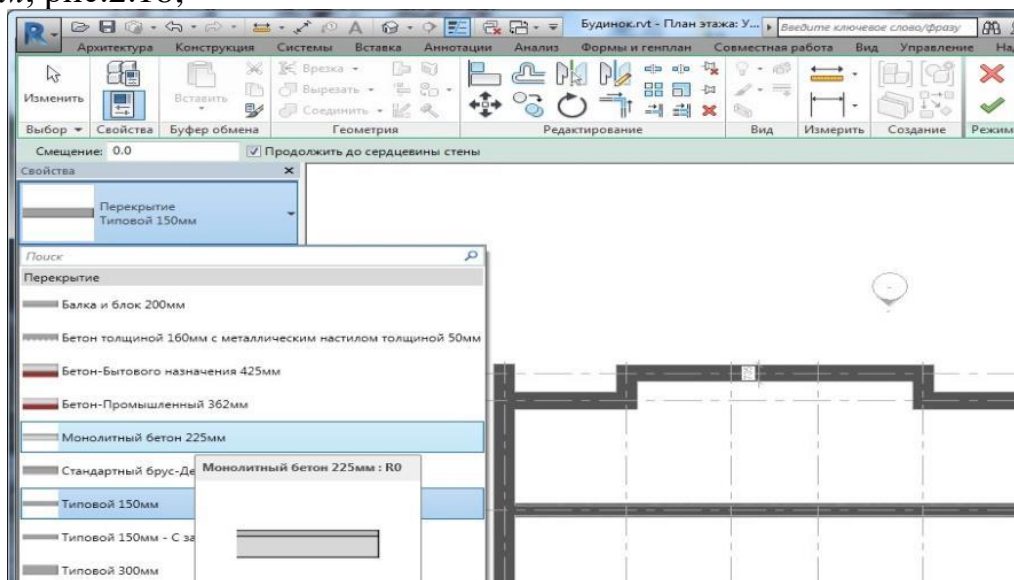 рис.2.18;
Будинок.rvt - План этажа: У...
Введите ключевое слово/фразу
Архитектура Конструкция Системы Вставка Аннотации Анализ Формы и генплан Совместная работа Вид Управление
Врезка
Вырезать
Изменить Вставить Соединить
Выбор Свойства Буфер обмена Геометрия Редактирование Вид Измерить Создание Режим
Смещение: 0.0 Продолжить до сердцевины стены
Свойства
Перекрытие
Типовой 150мм
Поиск
Перекрытие
Балка и блок 200мм
Бетон толщиной 160мм с металлическим настилом толщиной 50мм
Бетон-Бытового назначения 425мм
Бетон-Промышленный 362мм
Монолитный бетон 225мм
Стандартный брус-Де
Монолитный бетон 225мм : R0
Типовой 150мм
Типовой 150мм - С за
Типовой 300мм